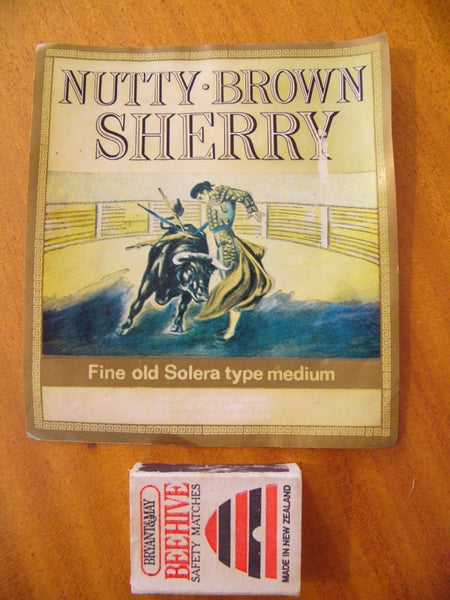 NUTTY·BROWN
SHERRY
Fine old Solera type medium
BRYANT&MAY
BEEHIVE
SAFETY MATCHES
MADE IN NEW ZEALAND